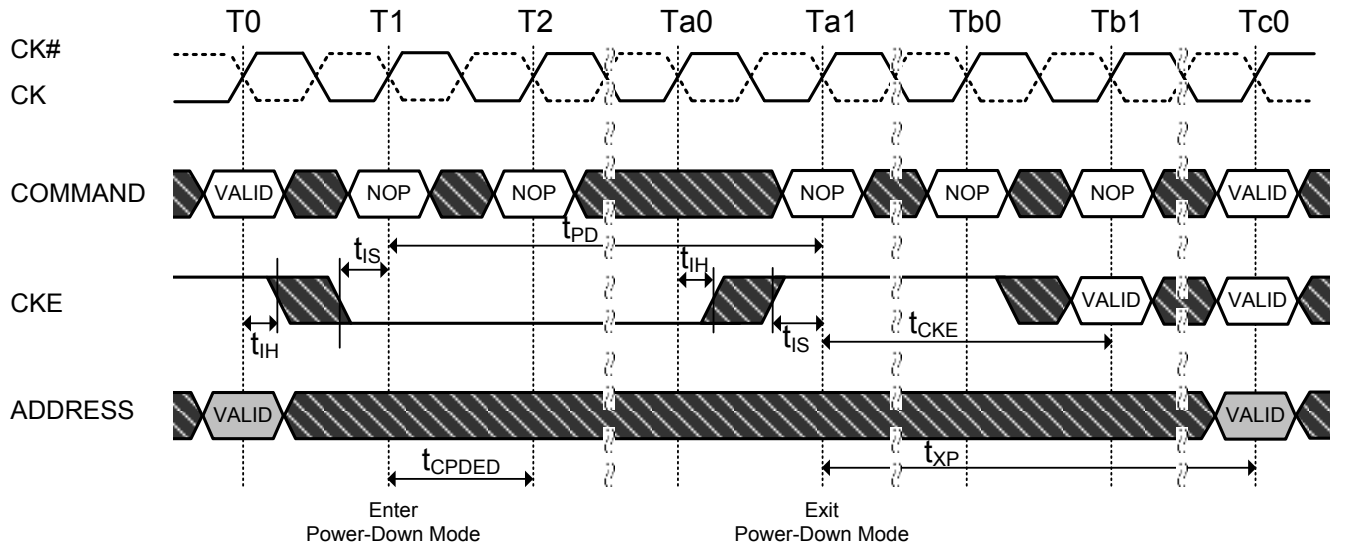 T0 T1 T2 Ta0 Ta1 Tb0 Tb1 Tc0
CK#
CK
COMMAND VALID NOP NOP NOP NOP NOP VALID
tPD
tIS tIH
CKE VALID VALID
tIH tIS tCKE
ADDRESS VALID VALID
tCPDED tXP
Enter
Power-Down Mode
Exit
Power-Down Mode